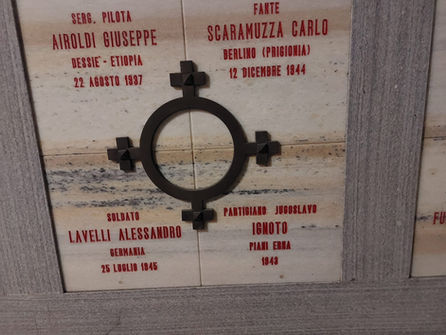 SERG. PILOTA
AIROLDI GIUSEPPE
DESSIE - ETIOPIA
22 AGOSTO 1937
FANTE
SCARAMUZZA CARLO
BERLINO (PRIGIONIA)
12 DICEMBRE 1944
SOLDATO
LAVELLI ALESSANDRO
GERMANIA
25 LUGLIO 1945
PARTIGIANO JUGOSLAVO
IGNOTO
PIANI ERNA
1943